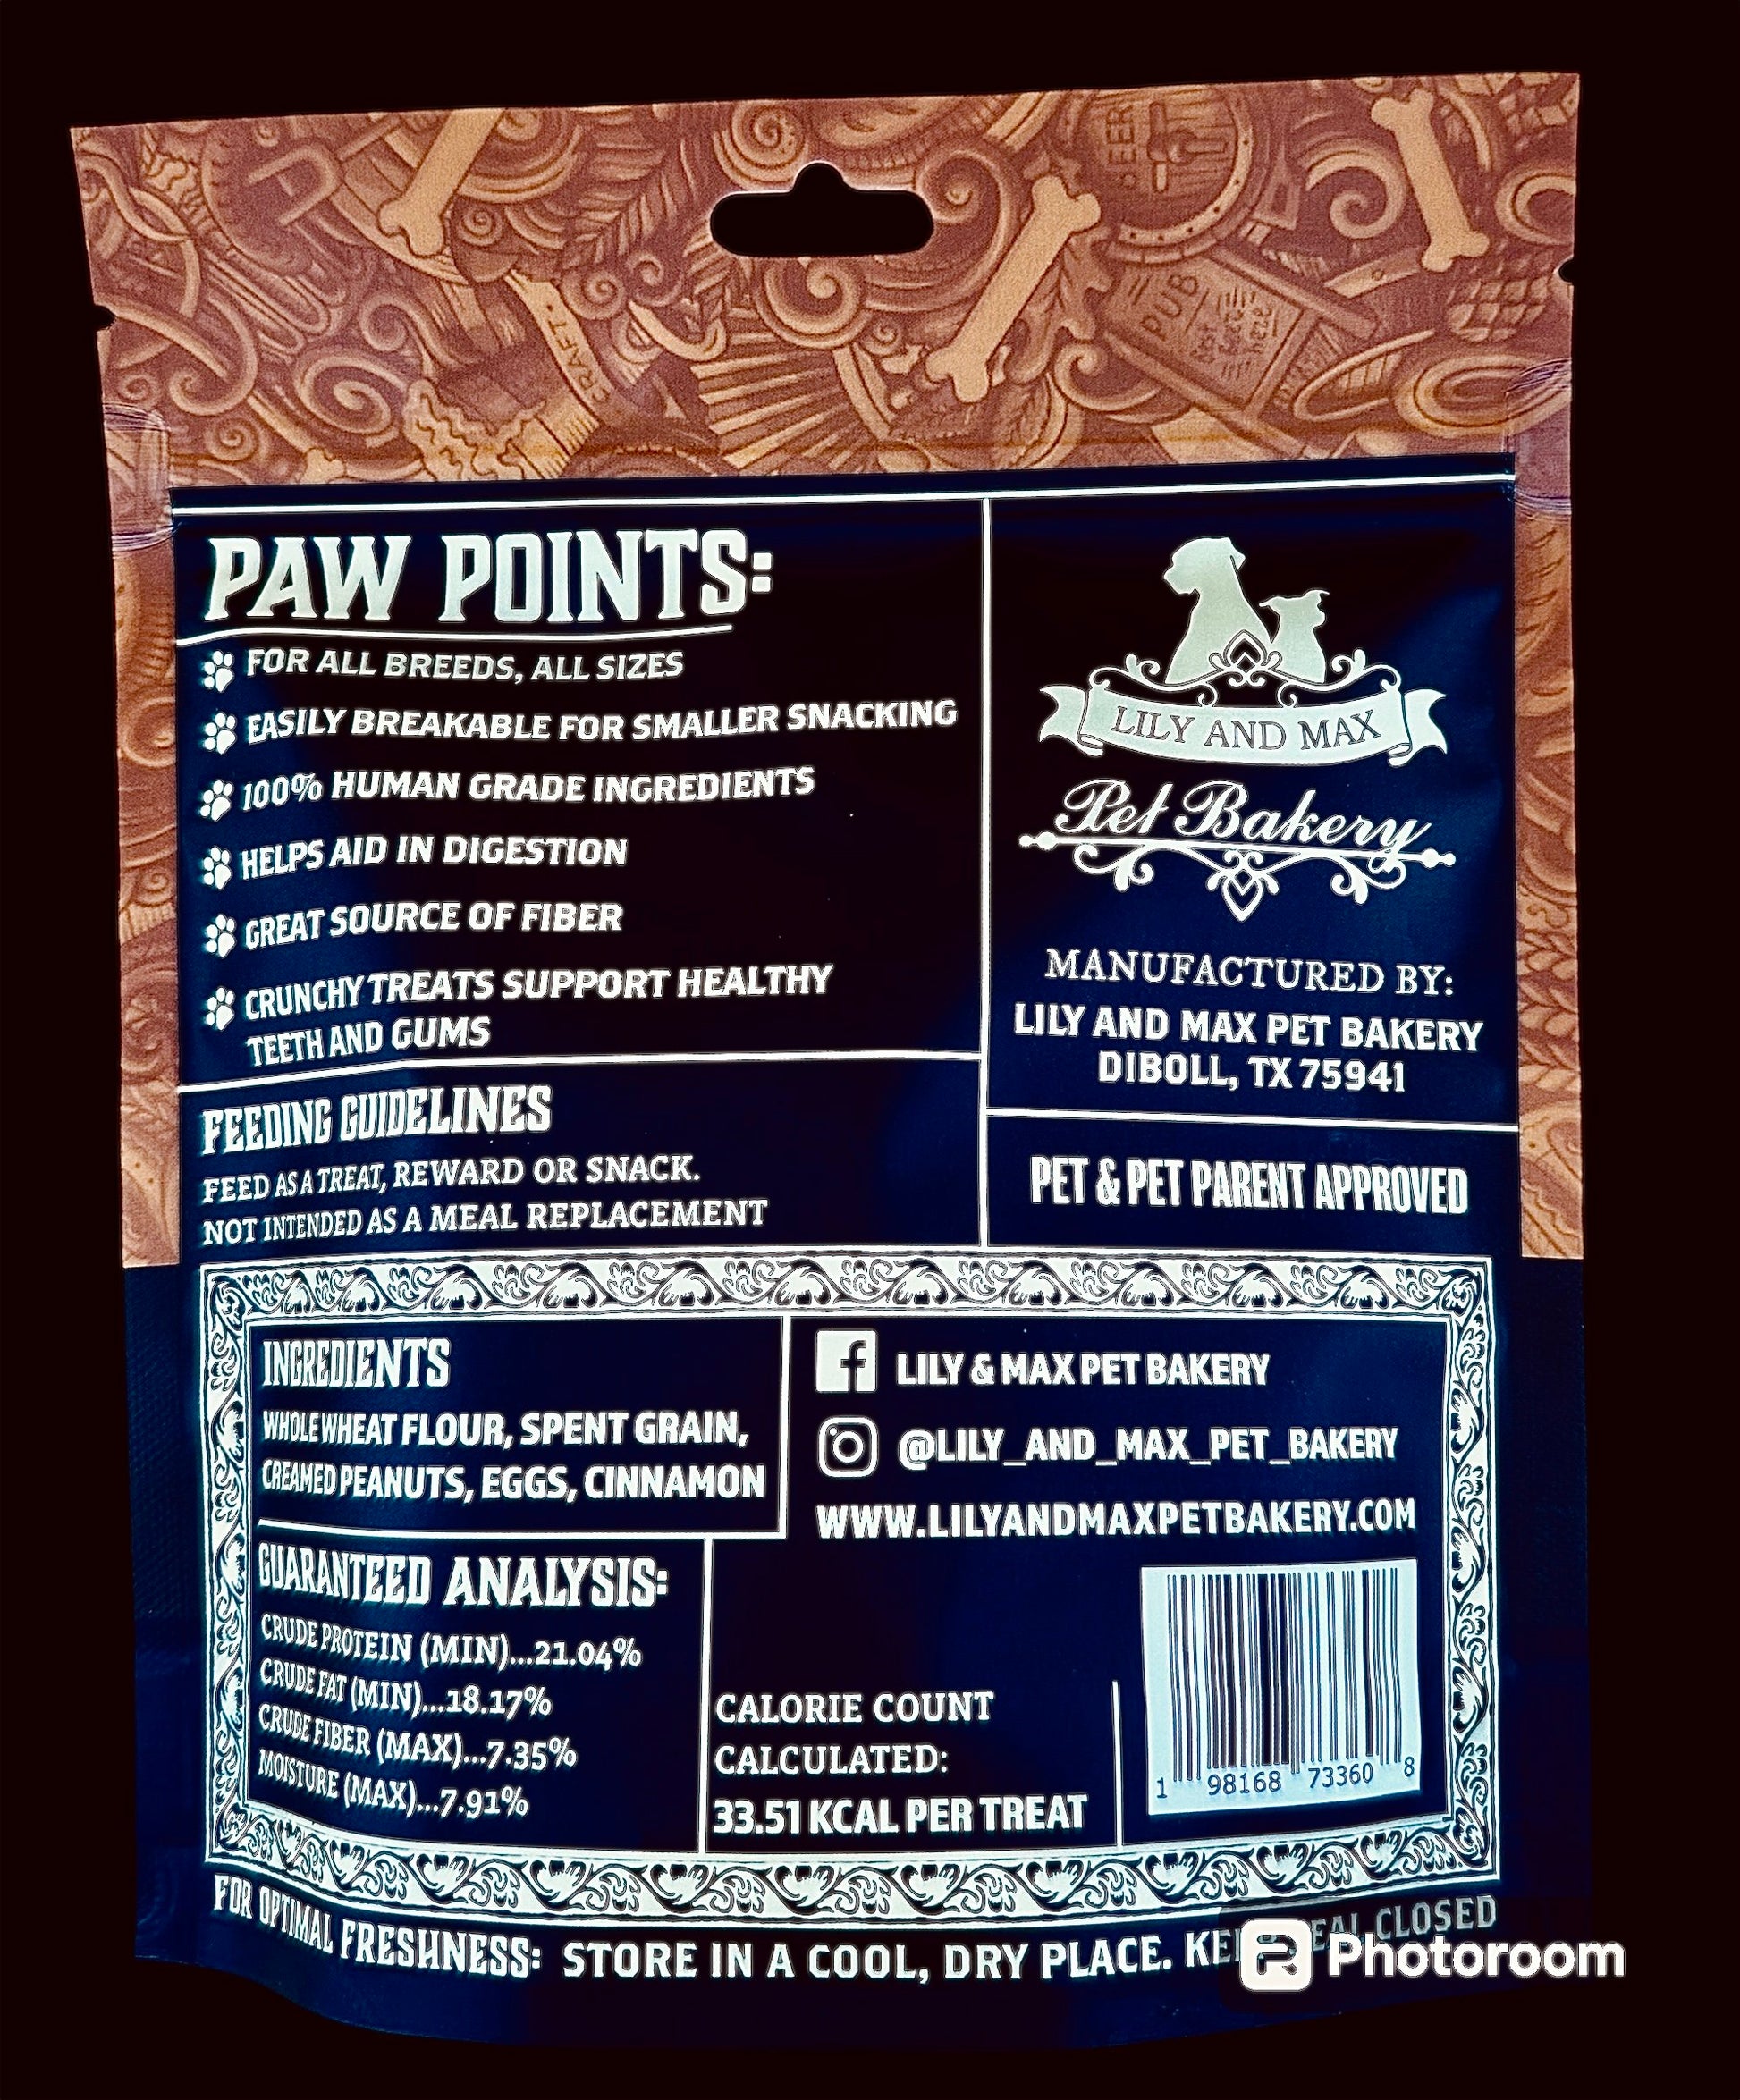 BEER
CRAFT
PUB
PAW POINTS:
FOR ALL BREEDS, ALL SIZES
EASILY BREAKABLE FOR SMALLER SNACKING
100% HUMAN GRADE INGREDIENTS
HELPS AID IN DIGESTION
GREAT SOURCE OF FIBER
CRUNCHY TREATS SUPPORT HEALTHY
TEETH AND GUMS
FEEDING GUIDELINES
FEED AS A TREAT, REWARD OR SNACK.
NOT INTENDED AS A MEAL REPLACEMENT
LILY AND MAX
Pet Bakery
MANUFACTURED BY:
LILY AND MAX PET BAKERY
DIBOLL, TX 75941
PET & PET PARENT APPROVED
INGREDIENTS
WHOLE WHEAT FLOUR, SPENT GRAIN,
CREAMED PEANUTS, EGGS, CINNAMON
LILY & MAX PET BAKERY
@LILY_AND_MAX_PET_BAKERY
WWW.LILYANDMAXPETBAKERY.COM
GUARANTEED ANALYSIS:
CRUDE PROTEIN (MIN)...21.04%
CRUDE FAT (MIN)...18.17%
CRUDE FIBER (MAX)...7.35%
MOISTURE (MAX)...7.91%
CALORIE COUNT
CALCULATED:
33.51 KCAL PER TREAT
1 98168 73360 8
FOR OPTIMAL FRESHNESS: STORE IN A COOL, DRY PLACE. CLOSED
Photoroom